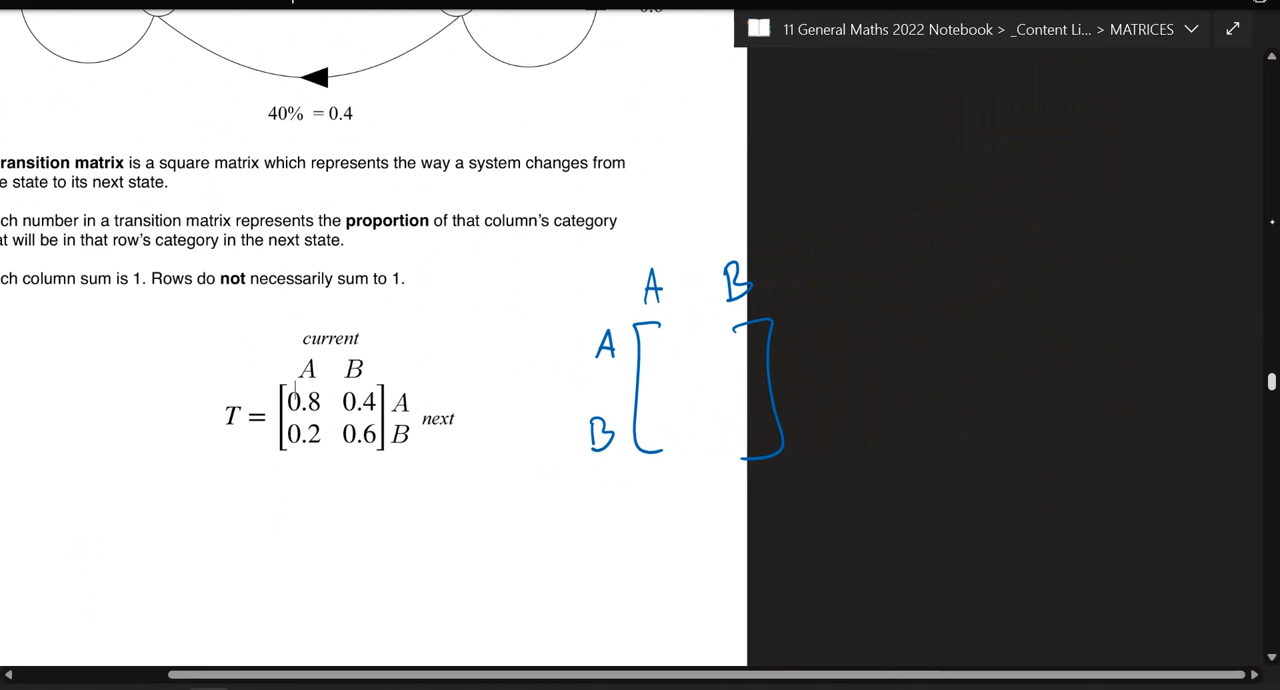 11 General Maths 2022 Notebook > _Content Li... > MATRICES
40% = 0.4
ransition matrix is a square matrix which represents the way a system changes from
e state to its next state.
ch number in a transition matrix represents the proportion of that column's category
at will be in that row's category in the next state.
ch column sum is 1. Rows do not necessarily sum to 1.
current
A B
T = [0.8 0.4] A
[0.2 0.6] B
next
A B
A
B